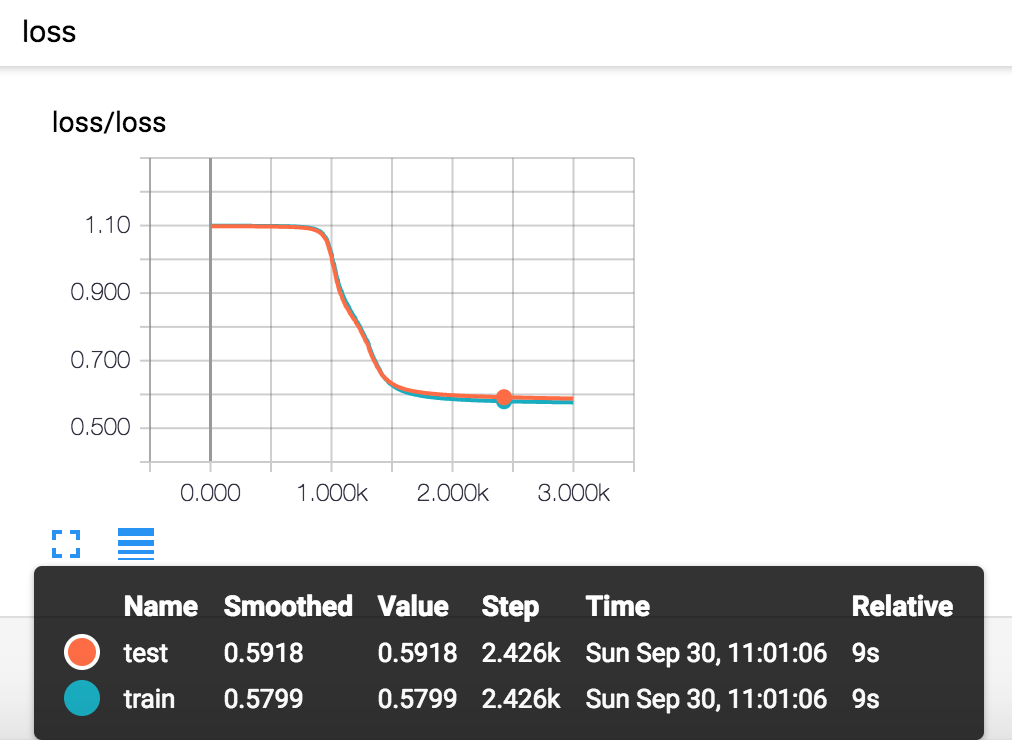 loss
loss/loss
1.10
0.900
0.700
0.500
0.000 1.000k 2.000k 3.000k
Name Smoothed Value Step Time Relative
test 0.5918 0.5918 2.426k Sun Sep 30, 11:01:06 9s
train 0.5799 0.5799 2.426k Sun Sep 30, 11:01:06 9s